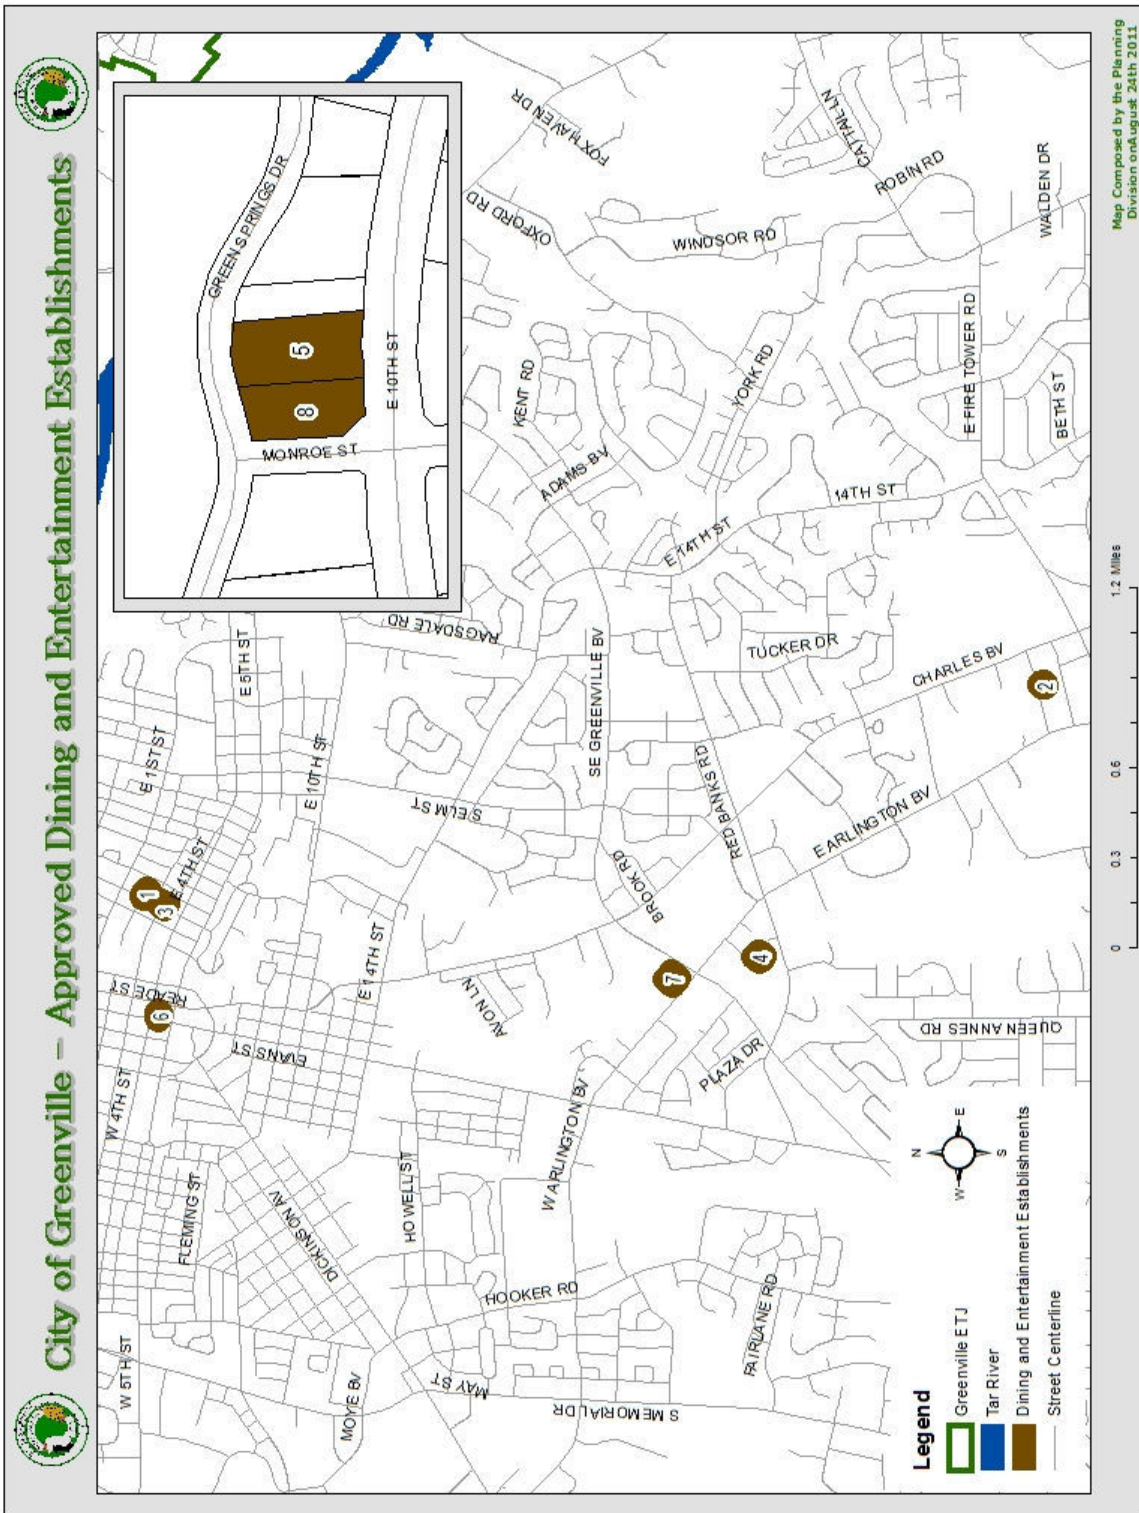 City of Greenville – Approved Dining and Entertainment Establishments
W 5TH ST
W 4TH ST
FLEMING ST
MOYE BV
DICKINSON AV
MAY ST
S MEMORIAL DR
HOOKER RD
HOWELL ST
W ARLINGTON BV
FAIRLANE RD
READE ST
EVANS ST
6
1
3
E 4TH ST
E 1ST ST
E 5TH ST
E 10TH ST
E 14TH ST
S ELM ST
AVON LN
RAGSDALE RD
PLAZA DR
7
4
BROOK RD
RED BANKS RD
SE GREENVILLE BV
E ARLINGTON BV
CHARLES BV
2
TUCKER DR
QUEEN ANNES RD
E 14TH ST
14TH ST
ADAMS BV
KENT RD
YORK RD
OXFORD RD
FOXHAVEN DR
WINDSOR RD
CATTAIL LN
ROBIN RD
WALDEN DR
E FIRE TOWER RD
BETH ST
GREEN SPRINGS DR
MONROE ST
8
5
E 10TH ST
Legend
Greenville ETJ
Tar River
Dining and Entertainment Establishments
Street Centerline
N
W
E
S
0 0.3 0.6 1.2 Miles
Map Composed by the Planning
Division onAugust 24th 2011